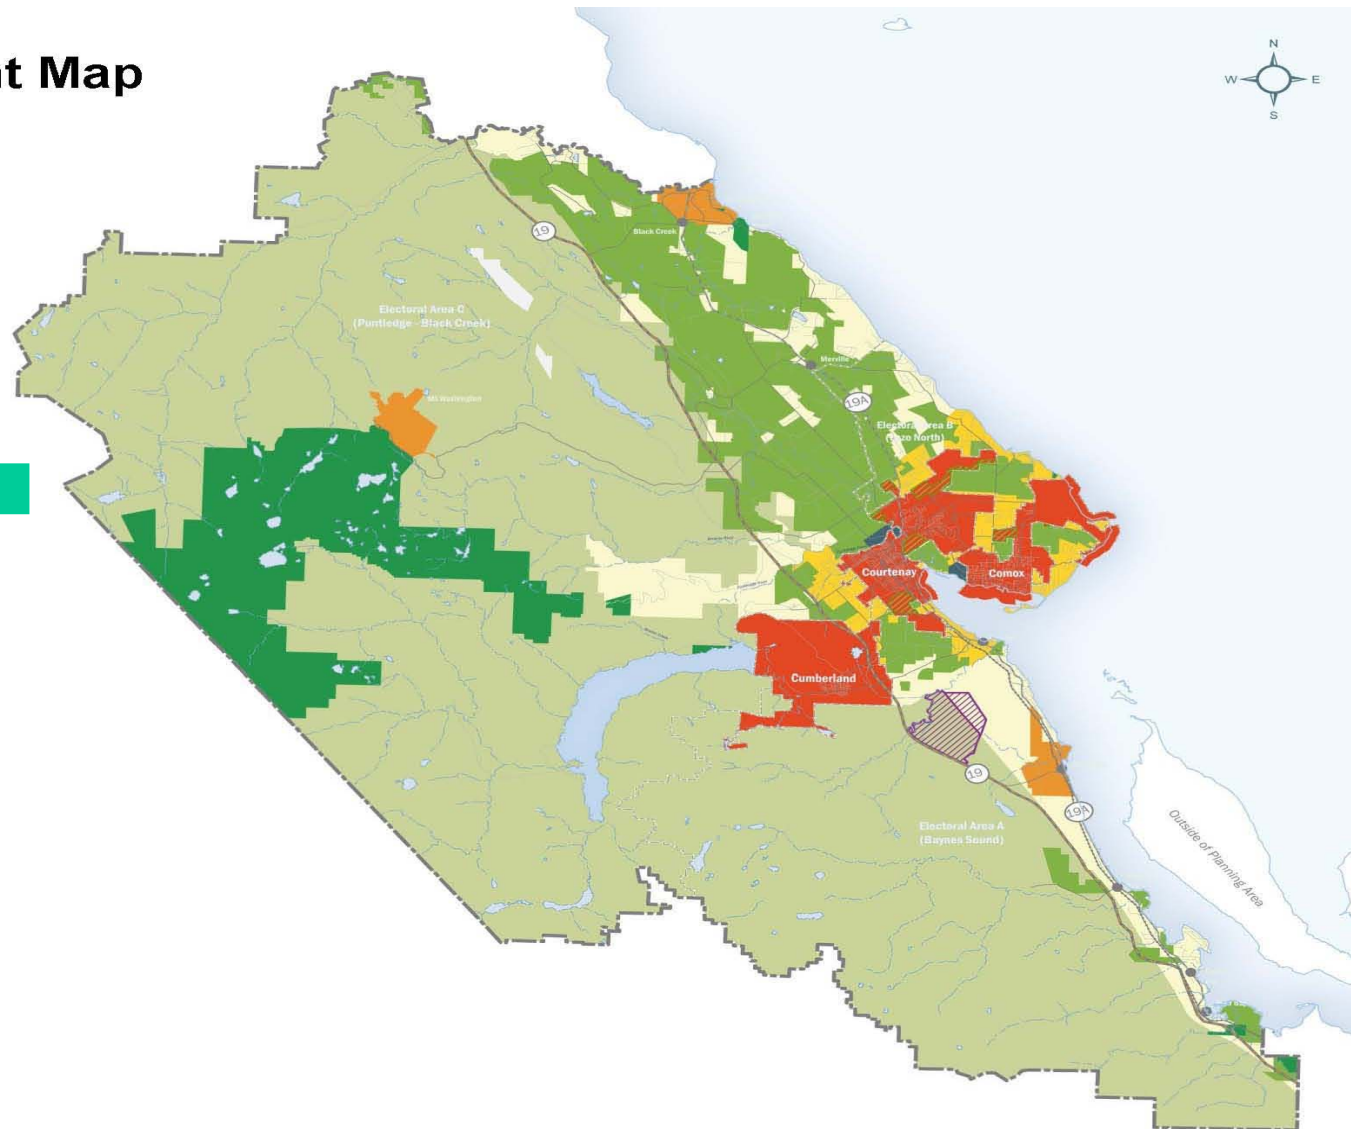 t Map
N
W E
S
19
Black Creek
Electoral Area C
(Puntledge - Black Creek)
Merville
Mt Washington
19A
Electoral Area B
(Lazo North)
Courtenay
Comox
Cumberland
19
19A
Electoral Area A
(Baynes Sound)
Outside of Planning Area